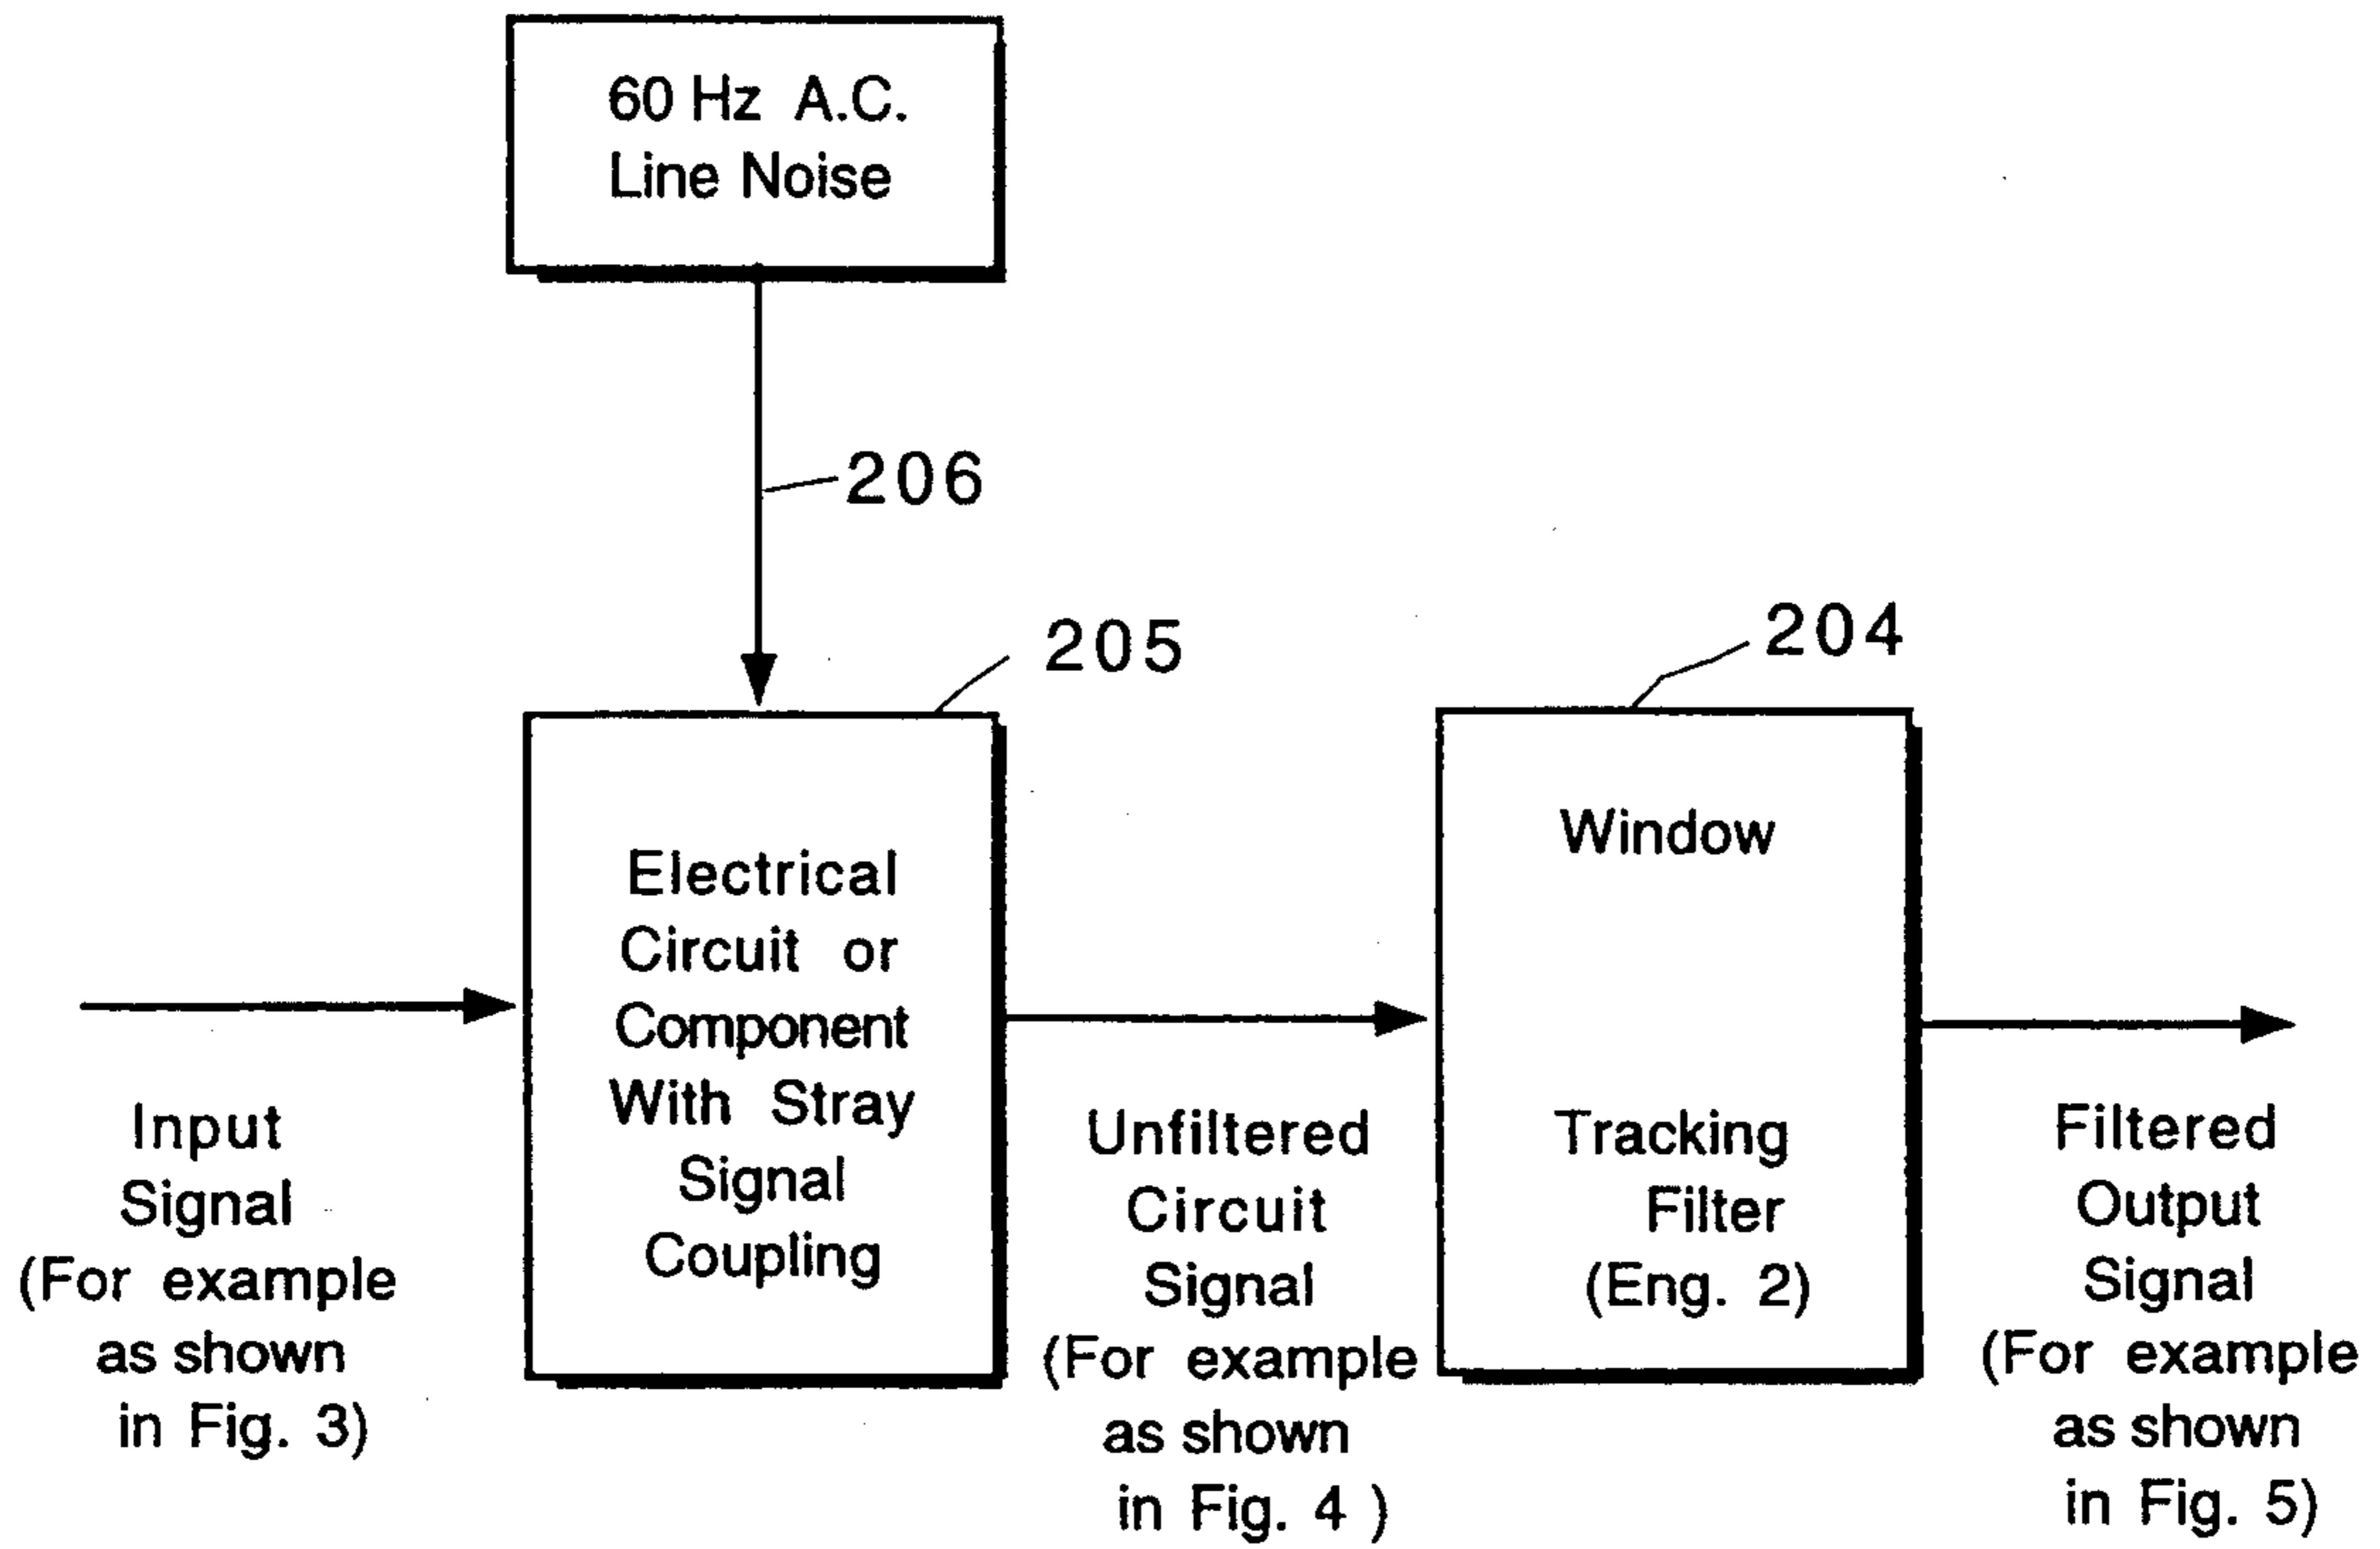 60 Hz A.C.
Line Noise
206
205
204
Electrical
Circuit or
Component
With Stray
Signal
Coupling
Window
Tracking
Filter
(Eng. 2)
Input
Signal
(For example
as shown
in Fig. 3)
Unfiltered
Circuit
Signal
(For example
as shown
in Fig. 4 )
Filtered
Output
Signal
(For example
as shown
in Fig. 5)